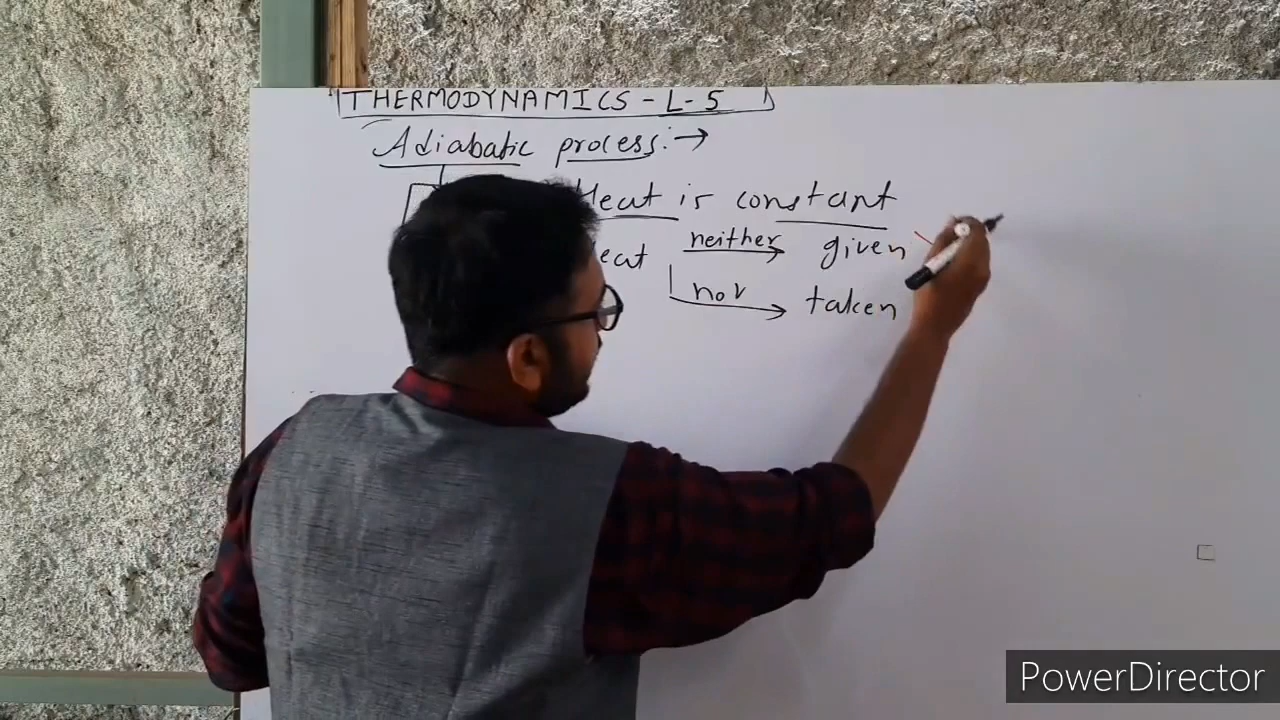 THERMODYNAMICS - L - 5
Adiabatic process:→
Heat is constant
neither given
nor taken
PowerDirector